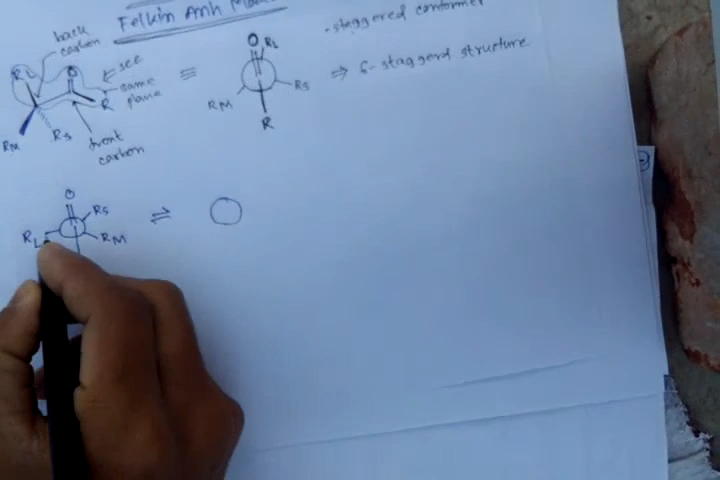 Felkin Anh Model
- staggered conformer
back
carbon
see
same
plane
front
carbon
RL
O
R
RM
RS
≡
O
RL
RS
RM
R
⇒ 6-staggerd structure
O
RS
RL
RM
⇌